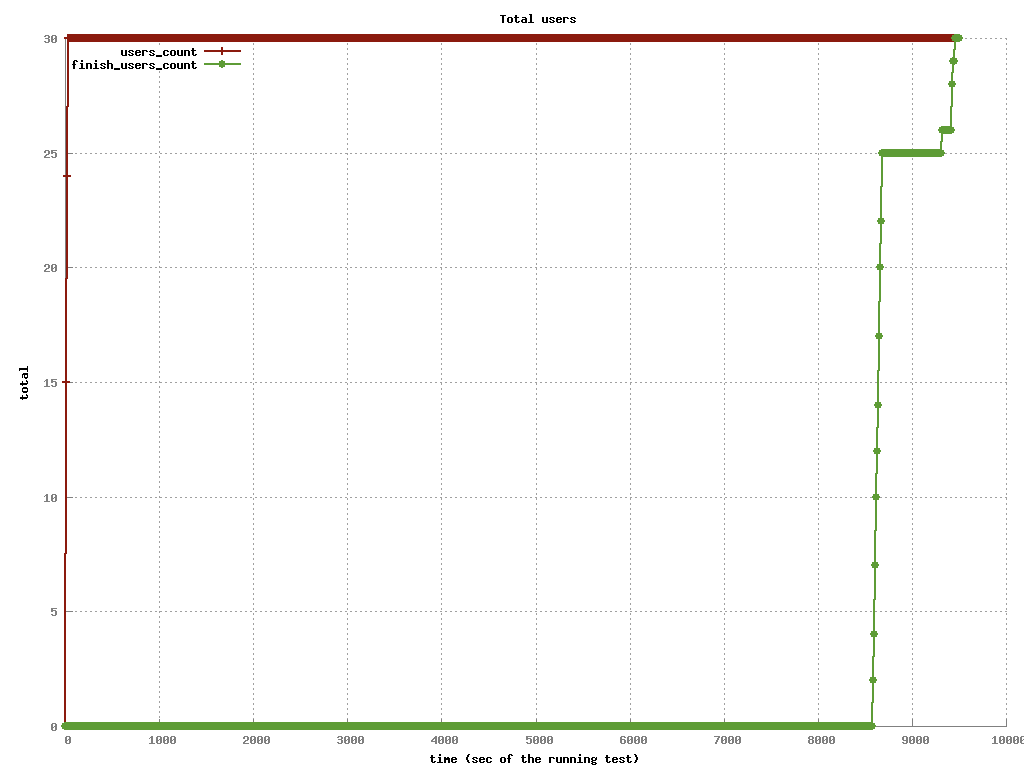 Total users
users_count
finish_users_count
total
30
25
20
15
10
5
0
0 1000 2000 3000 4000 5000 6000 7000 8000 9000 10000
time (sec of the running test)